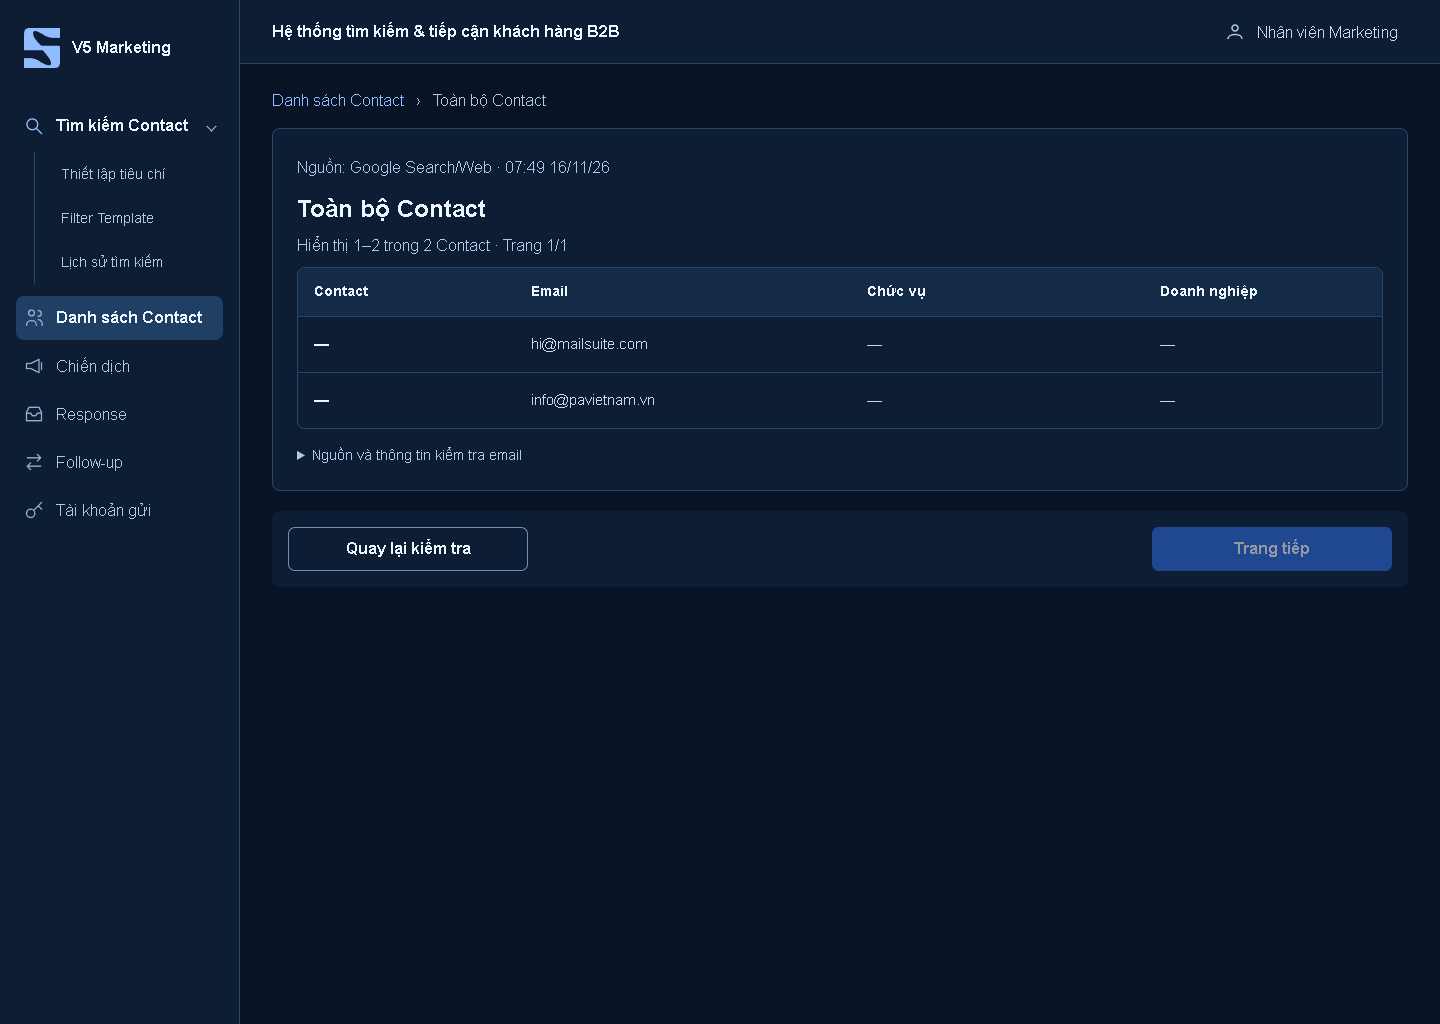 V5 Marketing
Hệ thống tìm kiếm & tiếp cận khách hàng B2B
Nhân viên Marketing
Tìm kiếm Contact
Thiết lập tiêu chí
Filter Template
Lịch sử tìm kiếm
Danh sách Contact
Chiến dịch
Response
Follow-up
Tài khoản gửi
Danh sách Contact › Toàn bộ Contact
Nguồn: Google Search/Web · 07:49 16/11/26
Toàn bộ Contact
Hiển thị 1–2 trong 2 Contact · Trang 1/1
Contact Email Chức vụ Doanh nghiệp
— hi@mailsuite.com — —
— info@pavietnam.vn — —
Nguồn và thông tin kiểm tra email
Quay lại kiểm tra
Trang tiếp